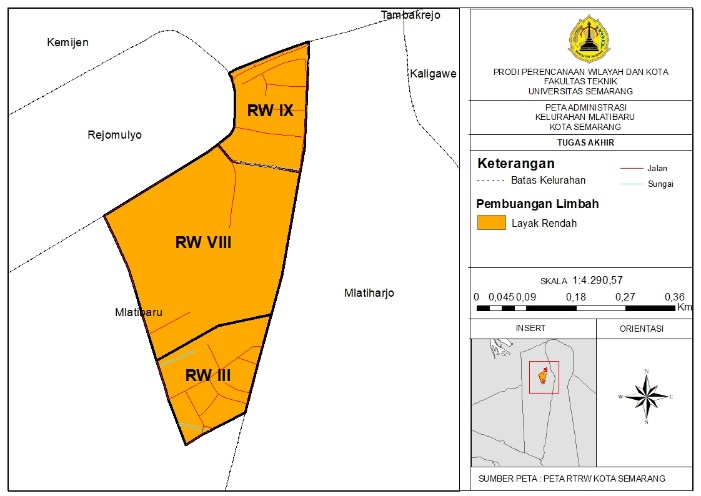 Tambakrejo
Kemijen
Kaligawe
RW IX
Rejomulyo
RW VIII
Mlatiharjo
Mlatibaru
RW III
PRODI PERENCANAAN WILAYAH DAN KOTA
FAKULTAS TEKNIK
UNIVERSITAS SEMARANG
PETA ADMINISTRASI
KELURAHAN MLATIBARU
KOTA SEMARANG
TUGAS AKHIR
Keterangan
Batas Kelurahan
Jalan
Sungai
Pembuangan Limbah
Layak Rendah
SKALA 1:4.290,57
0 0,045 0,09 0,18 0,27 0,36
Km
INSERT ORIENTASI
N
W E
S
SUMBER PETA : PETA RTRW KOTA SEMARANG